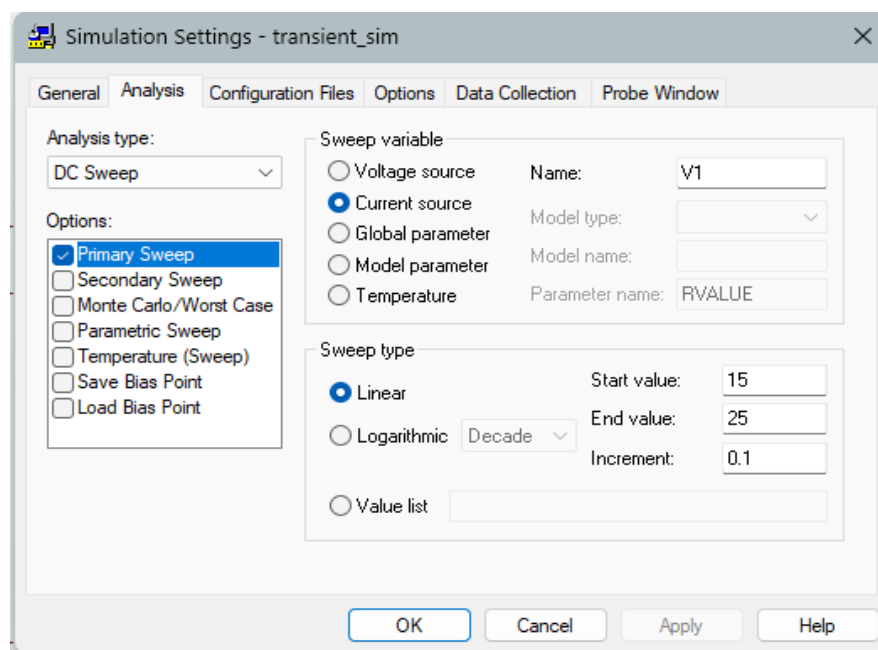 Simulation Settings - transient_sim
General Analysis Configuration Files Options Data Collection Probe Window
Analysis type:
DC Sweep
Options:
Primary Sweep
Secondary Sweep
Monte Carlo/Worst Case
Parametric Sweep
Temperature (Sweep)
Save Bias Point
Load Bias Point
Sweep variable
Voltage source
Current source
Global parameter
Model parameter
Temperature
Name: V1
Model type:
Model name:
Parameter name: RVALUE
Sweep type
Linear
Logarithmic Decade
Value list
Start value: 15
End value: 25
Increment: 0.1
OK Cancel Apply Help